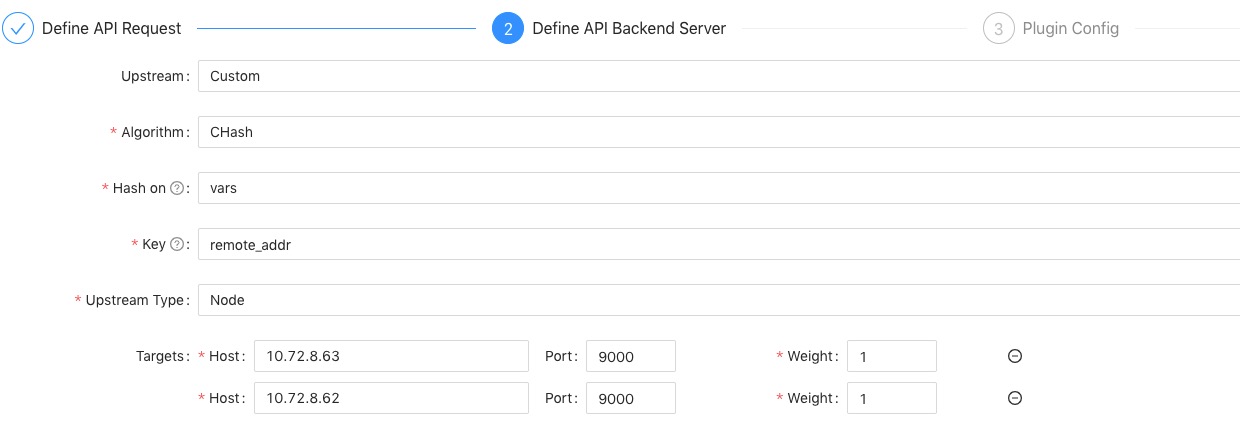 Define API Request 2 Define API Backend Server 3 Plugin Config
Upstream: Custom
* Algorithm: CHash
* Hash on ?: vars
* Key ?: remote_addr
* Upstream Type: Node
Targets: * Host: 10.72.8.63 Port: 9000 * Weight: 1
* Host: 10.72.8.62 Port: 9000 * Weight: 1